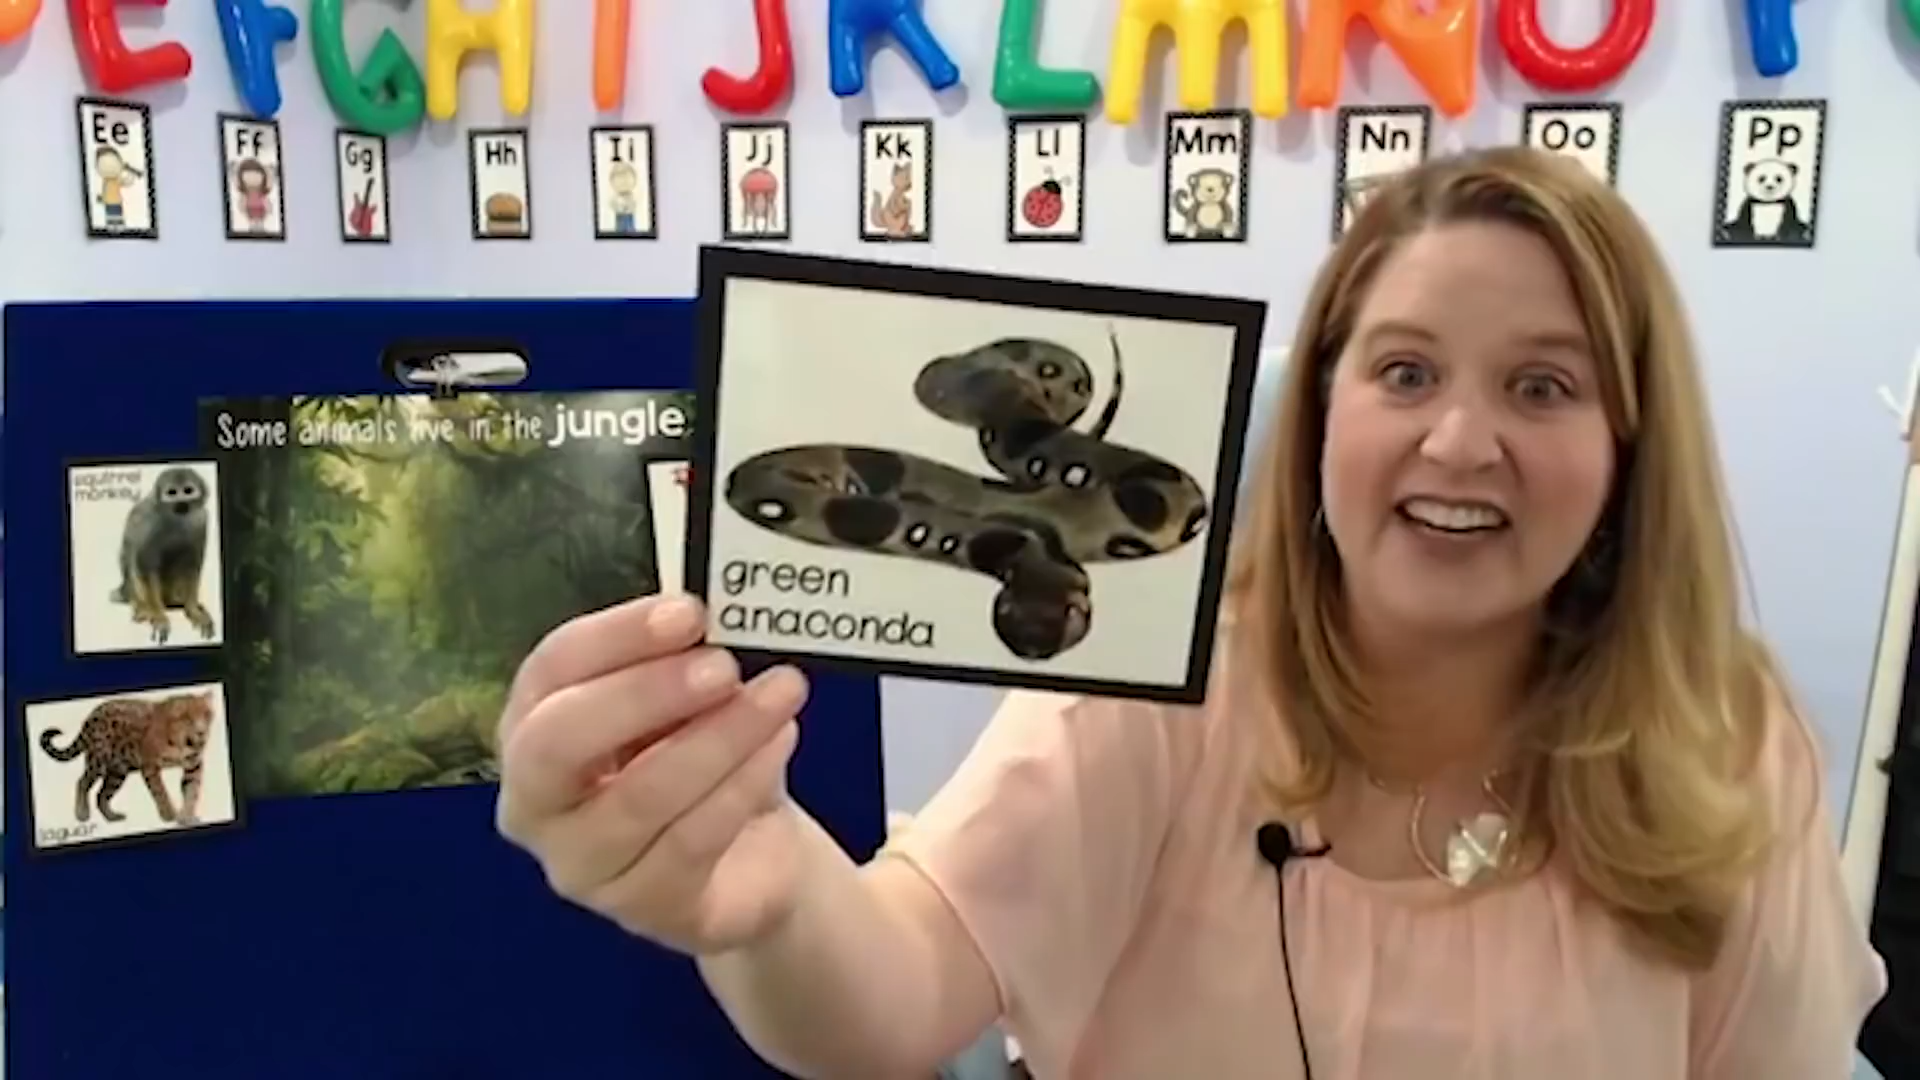 E F G H I J K L M N O P
Ee Ff Gg Hh Ii Jj Kk Ll Mm Nn Oo Pp
Some animals live in the jungle
squirrel
monkey
green
anaconda
jaguar